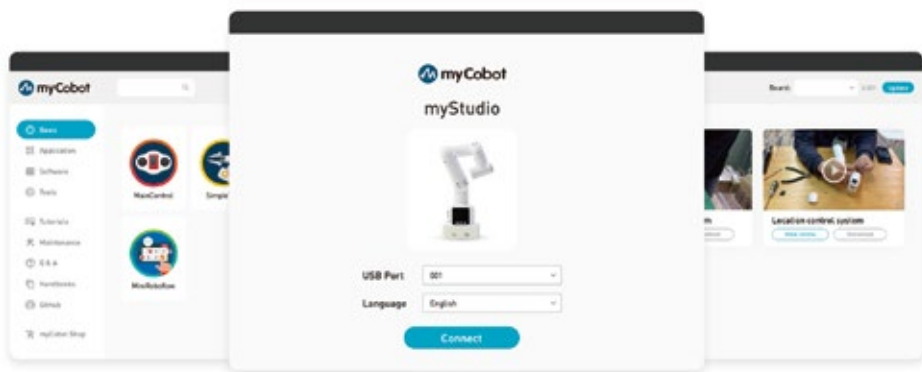 myCobot
Basic
Application
Software
Tools
Tutorials
Maintenance
Q & A
Handbooks
GitHub
myCobot Shop
MainControl
Simple
MiniRoboflow
myCobot
myStudio
USB Port
001
Language
English
Connect
Board:
Update
Location control system